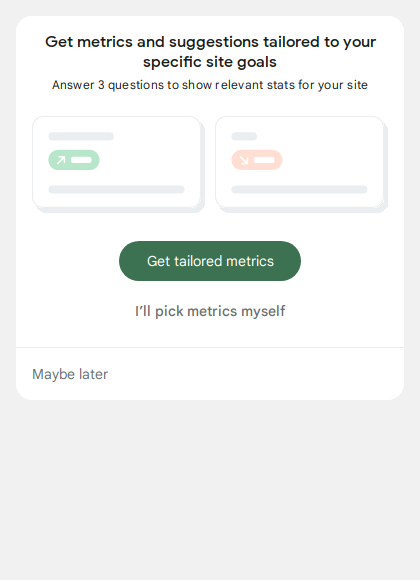 Get metrics and suggestions tailored to your
specific site goals
Answer 3 questions to show relevant stats for your site
Get tailored metrics
I’ll pick metrics myself
Maybe later